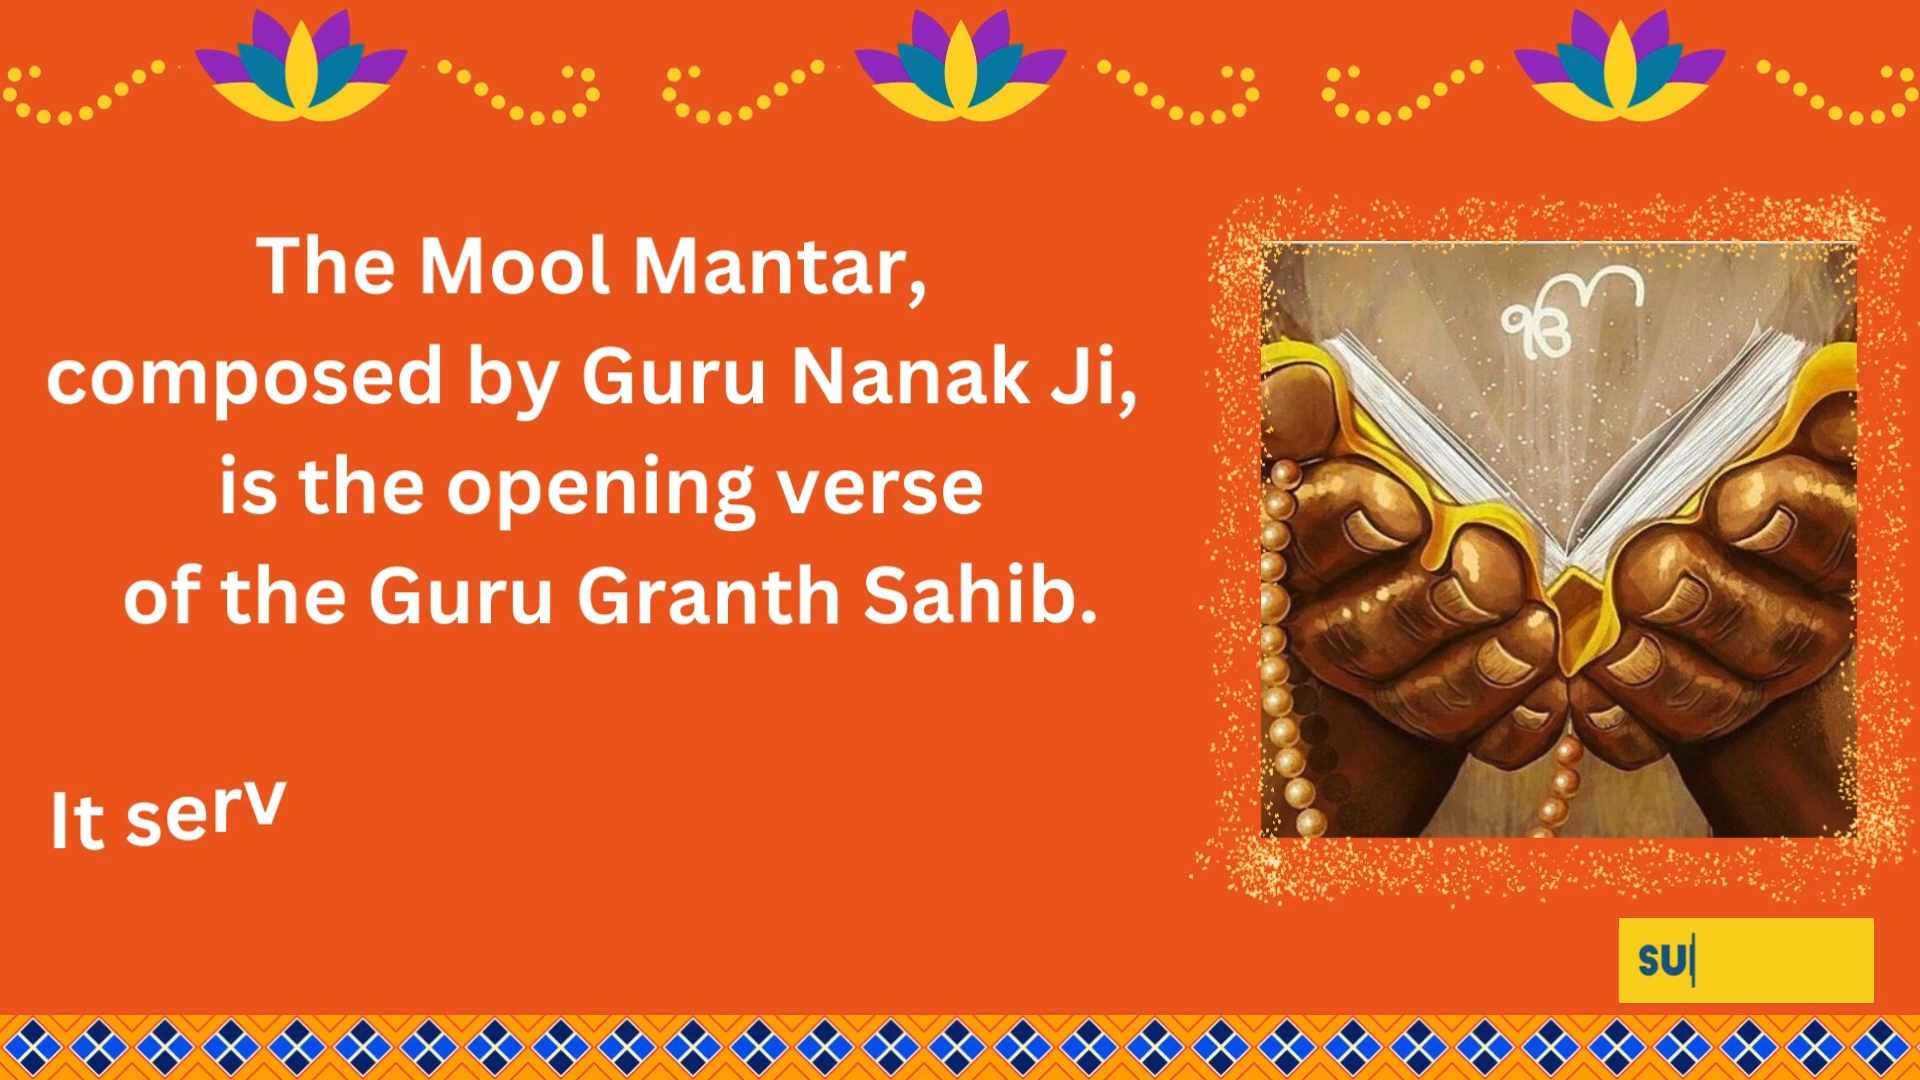 The Mool Mantar,
composed by Guru Nanak Ji,
is the opening verse
of the Guru Granth Sahib.
It serv
ੴ
SU